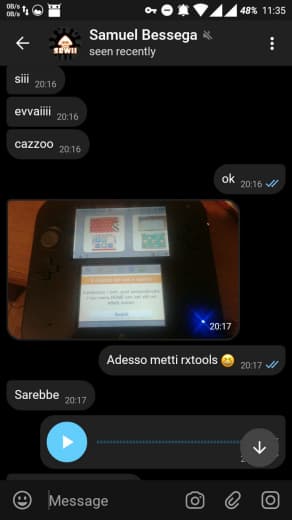 0B/s
0B/s
48% 11:35
Samuel Bessega
seen recently
siii 20:16
evvaiiii 20:16
cazzoo 20:16
ok 20:16
20:17
Adesso metti rxtools 😆 20:17
Sarebbe 20:17
Message